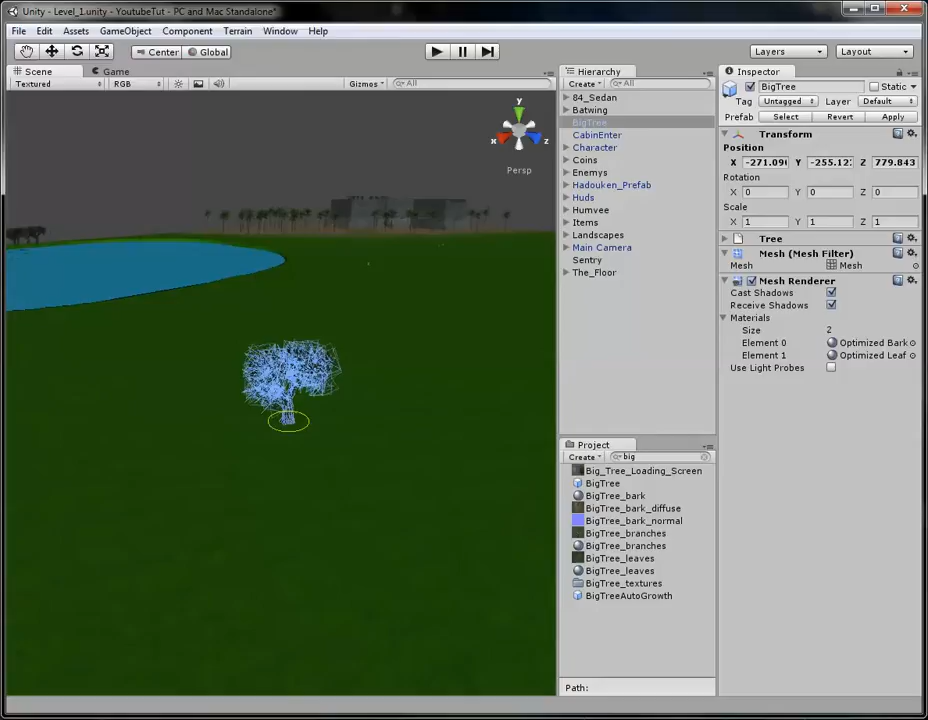 Unity - Level_1.unity - YoutubeTut - PC and Mac Standalone*
File Edit Assets GameObject Component Terrain Window Help
Center Global Layers Layout
Scene Game
Textured RGB Gizmos All
y
x z
Persp
Hierarchy
Create All
84_Sedan
Batwing
BigTree
CabinEnter
Character
Coins
Enemys
Hadouken_Prefab
Huds
Humvee
Items
Landscapes
Main Camera
Sentry
The_Floor
Project
Create big
Big_Tree_Loading_Screen
BigTree
BigTree_bark
BigTree_bark_diffuse
BigTree_bark_normal
BigTree_branches
BigTree_branches
BigTree_leaves
BigTree_leaves
BigTree_textures
BigTreeAutoGrowth
Path:
Inspector
BigTree Static
Tag Untagged Layer Default
Prefab Select Revert Apply
Transform
Position
X -271.09 Y -255.12 Z 779.843
Rotation
X 0 Y 0 Z 0
Scale
X 1 Y 1 Z 1
Tree
Mesh (Mesh Filter)
Mesh Mesh
Mesh Renderer
Cast Shadows
Receive Shadows
Materials
Size 2
Element 0 Optimized Bark
Element 1 Optimized Leaf
Use Light Probes